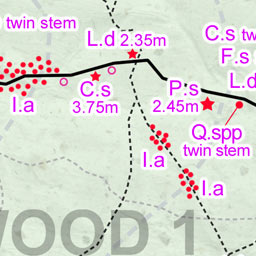 twin stem
L.d 2.35m
C.s tw
F.s
L.d
I.a
C.s
3.75m
P.s
2.45m
Q.spp
twin stem
I.a
I.a
WOOD 1